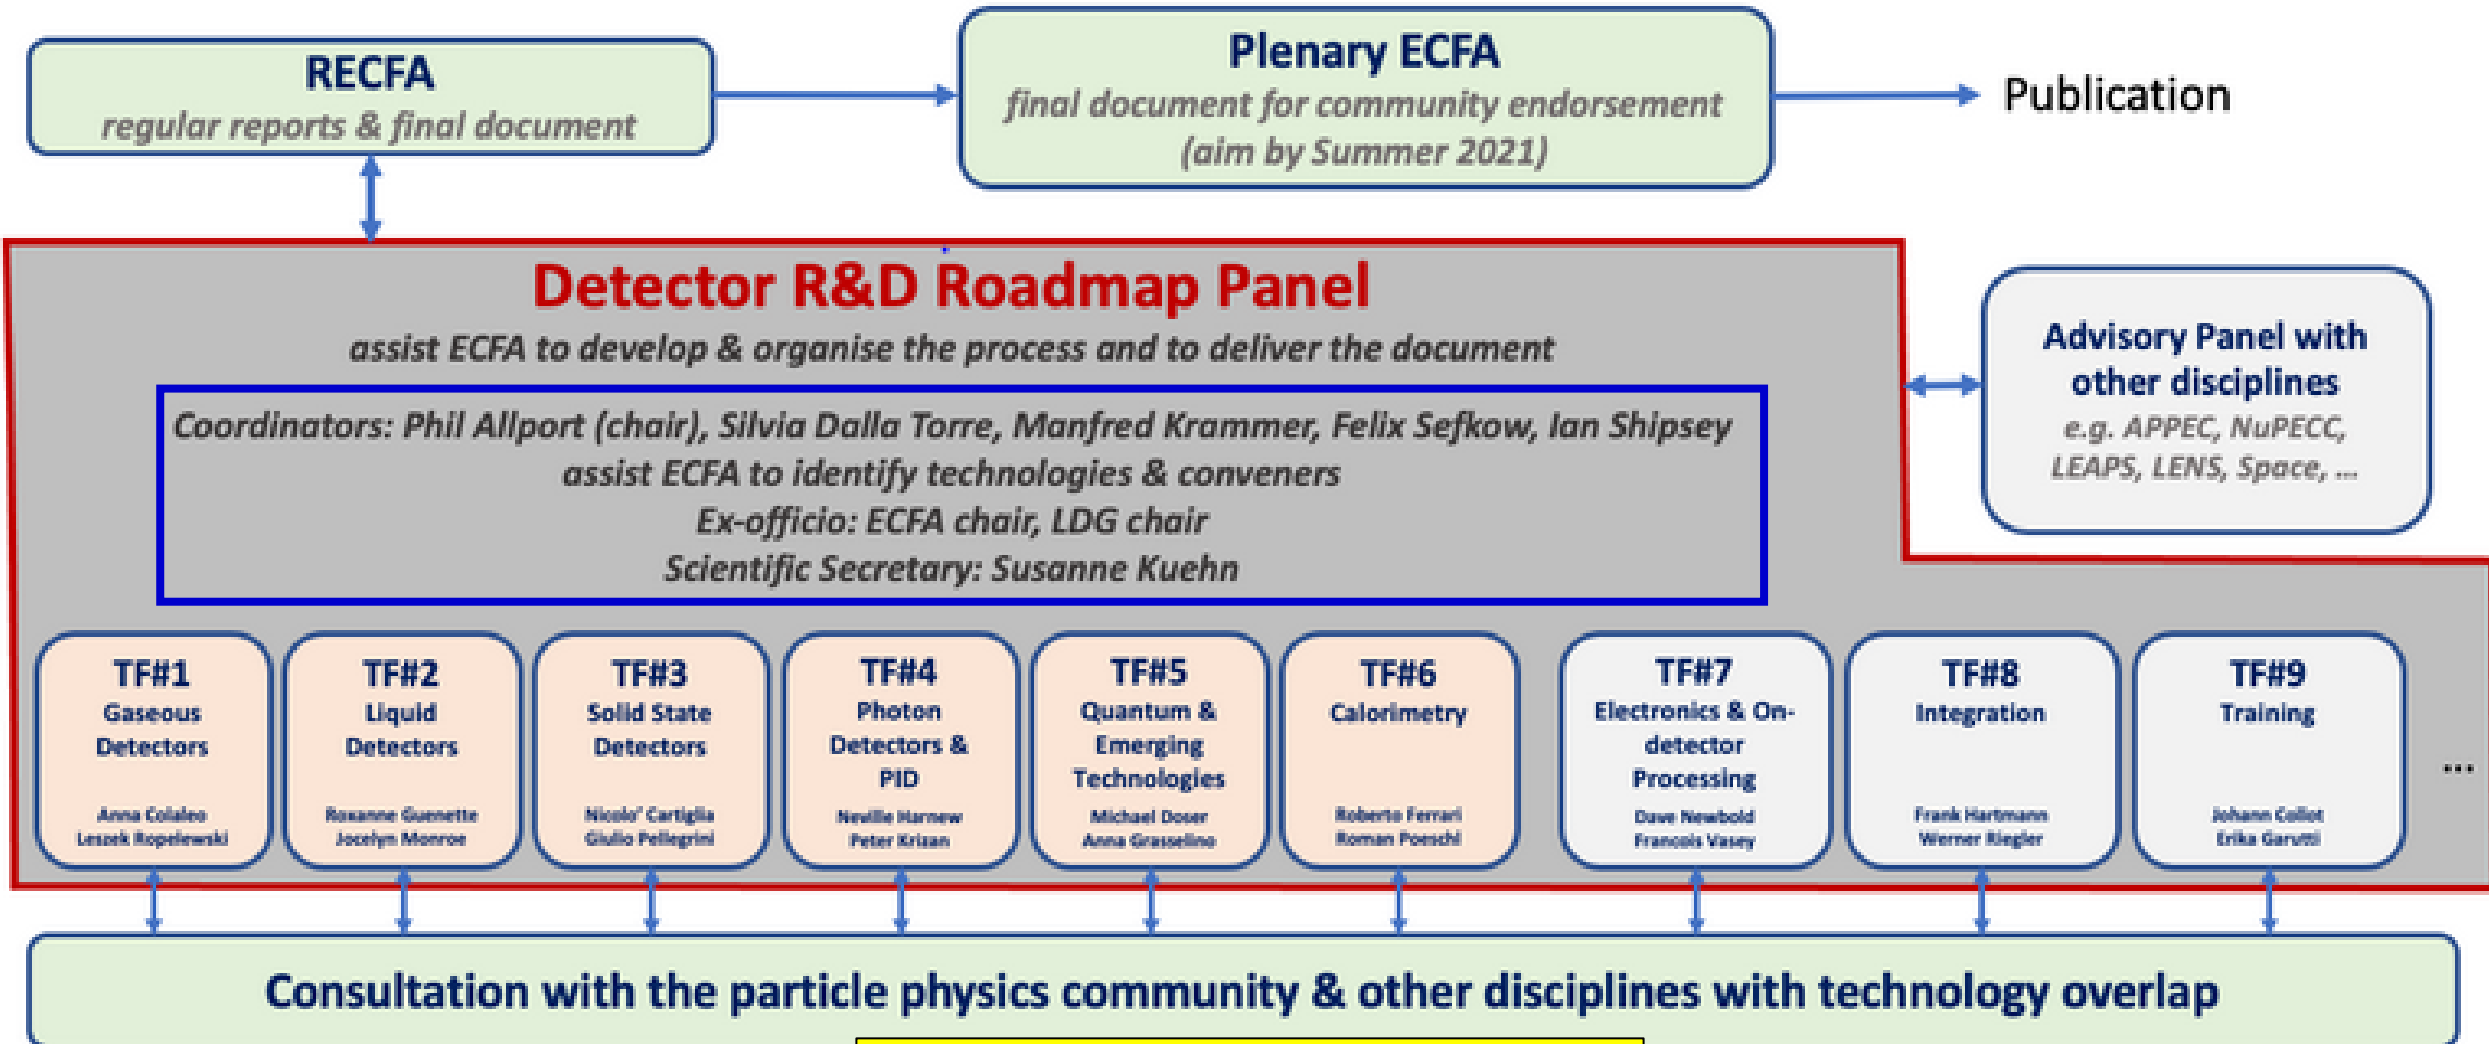 RECFA
regular reports & final document
Plenary ECFA
final document for community endorsement
(aim by Summer 2021)
Publication
Detector R&D Roadmap Panel
assist ECFA to develop & organise the process and to deliver the document
Coordinators: Phil Allport (chair), Silvia Dalla Torre, Manfred Krammer, Felix Sefkow, Ian Shipsey
assist ECFA to identify technologies & conveners
Ex-officio: ECFA chair, LDG chair
Scientific Secretary: Susanne Kuehn
Advisory Panel with
other disciplines
e.g. APPEC, NuPECC,
LEAPS, LENS, Space, ...
TF#1
Gaseous
Detectors
Anna Colaleo
Leszek Ropelewski
TF#2
Liquid
Detectors
Roxanne Guenette
Jocelyn Monroe
TF#3
Solid State
Detectors
Nicolo' Cartiglia
Giulio Pellegrini
TF#4
Photon
Detectors &
PID
Neville Harnew
Peter Krizan
TF#5
Quantum &
Emerging
Technologies
Michael Doser
Anna Grasselino
TF#6
Calorimetry
Roberto Ferrari
Roman Poeschl
TF#7
Electronics & On-
detector
Processing
Dave Newbold
Francois Vasey
TF#8
Integration
Frank Hartmann
Werner Riegler
TF#9
Training
Johann Collot
Erika Garutti
...
Consultation with the particle physics community & other disciplines with technology overlap